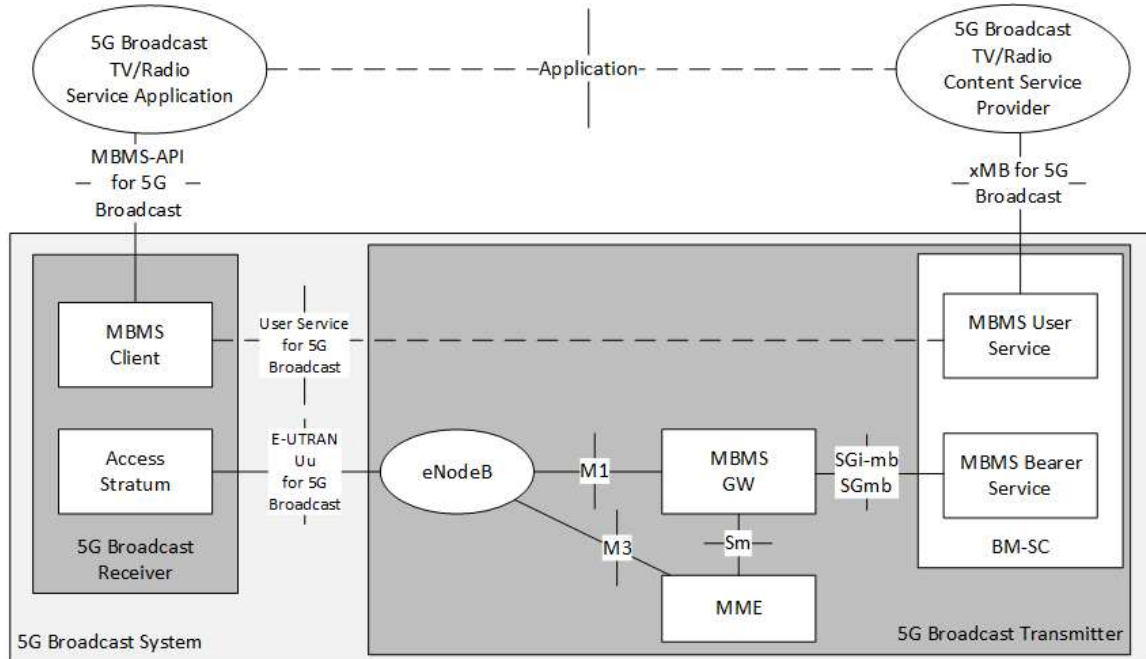 5G Broadcast
TV/Radio
Service Application
Application
5G Broadcast
TV/Radio
Content Service
Provider
MBMS-API
for 5G
Broadcast
xMB for 5G
Broadcast
MBMS
Client
User Service
for 5G
Broadcast
MBMS User
Service
Access
Stratum
E-UTRAN
Uu
for 5G
Broadcast
eNodeB
M1
MBMS
GW
SGi-mb
SGmb
MBMS Bearer
Service
5G Broadcast
Receiver
M3
Sm
BM-SC
MME
5G Broadcast System
5G Broadcast Transmitter